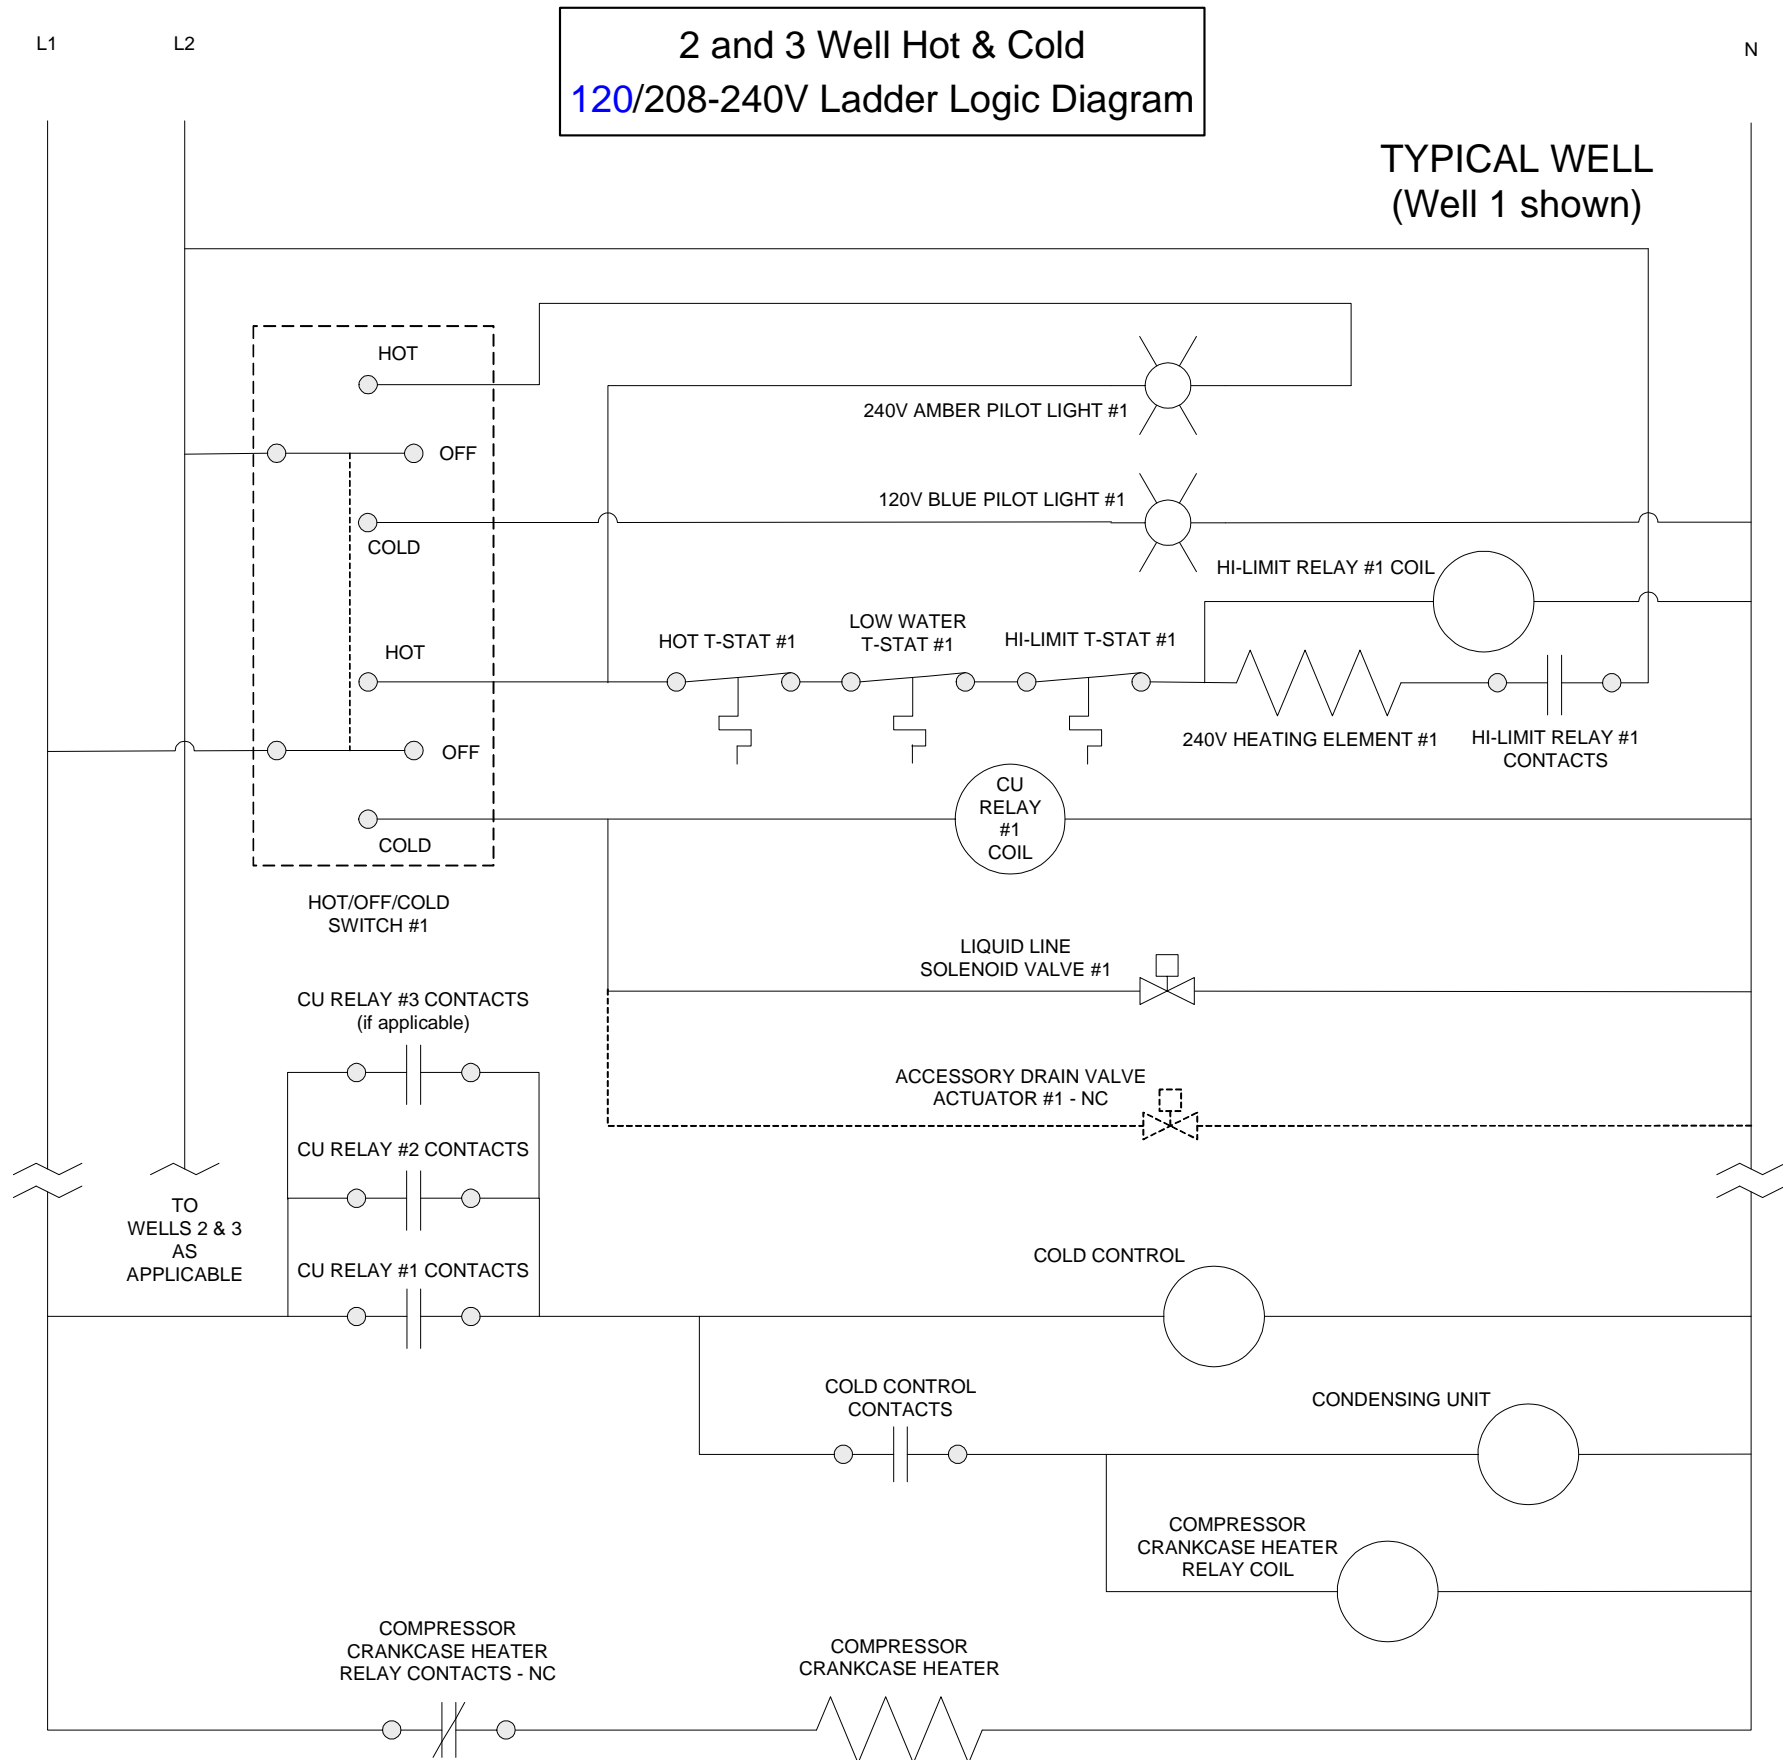 L1
L2
2 and 3 Well Hot & Cold
120/208-240V Ladder Logic Diagram
N
TYPICAL WELL
(Well 1 shown)
HOT
240V AMBER PILOT LIGHT #1
OFF
120V BLUE PILOT LIGHT #1
COLD
HI-LIMIT RELAY #1 COIL
HOT
HOT T-STAT #1
LOW WATER
T-STAT #1
HI-LIMIT T-STAT #1
240V HEATING ELEMENT #1
HI-LIMIT RELAY #1
CONTACTS
OFF
CU
RELAY
#1
COIL
COLD
HOT/OFF/COLD
SWITCH #1
LIQUID LINE
SOLENOID VALVE #1
CU RELAY #3 CONTACTS
(if applicable)
ACCESSORY DRAIN VALVE
ACTUATOR #1 - NC
CU RELAY #2 CONTACTS
TO
WELLS 2 & 3
AS
APPLICABLE
CU RELAY #1 CONTACTS
COLD CONTROL
COLD CONTROL
CONTACTS
CONDENSING UNIT
COMPRESSOR
CRANKCASE HEATER
RELAY COIL
COMPRESSOR
CRANKCASE HEATER
RELAY CONTACTS - NC
COMPRESSOR
CRANKCASE HEATER